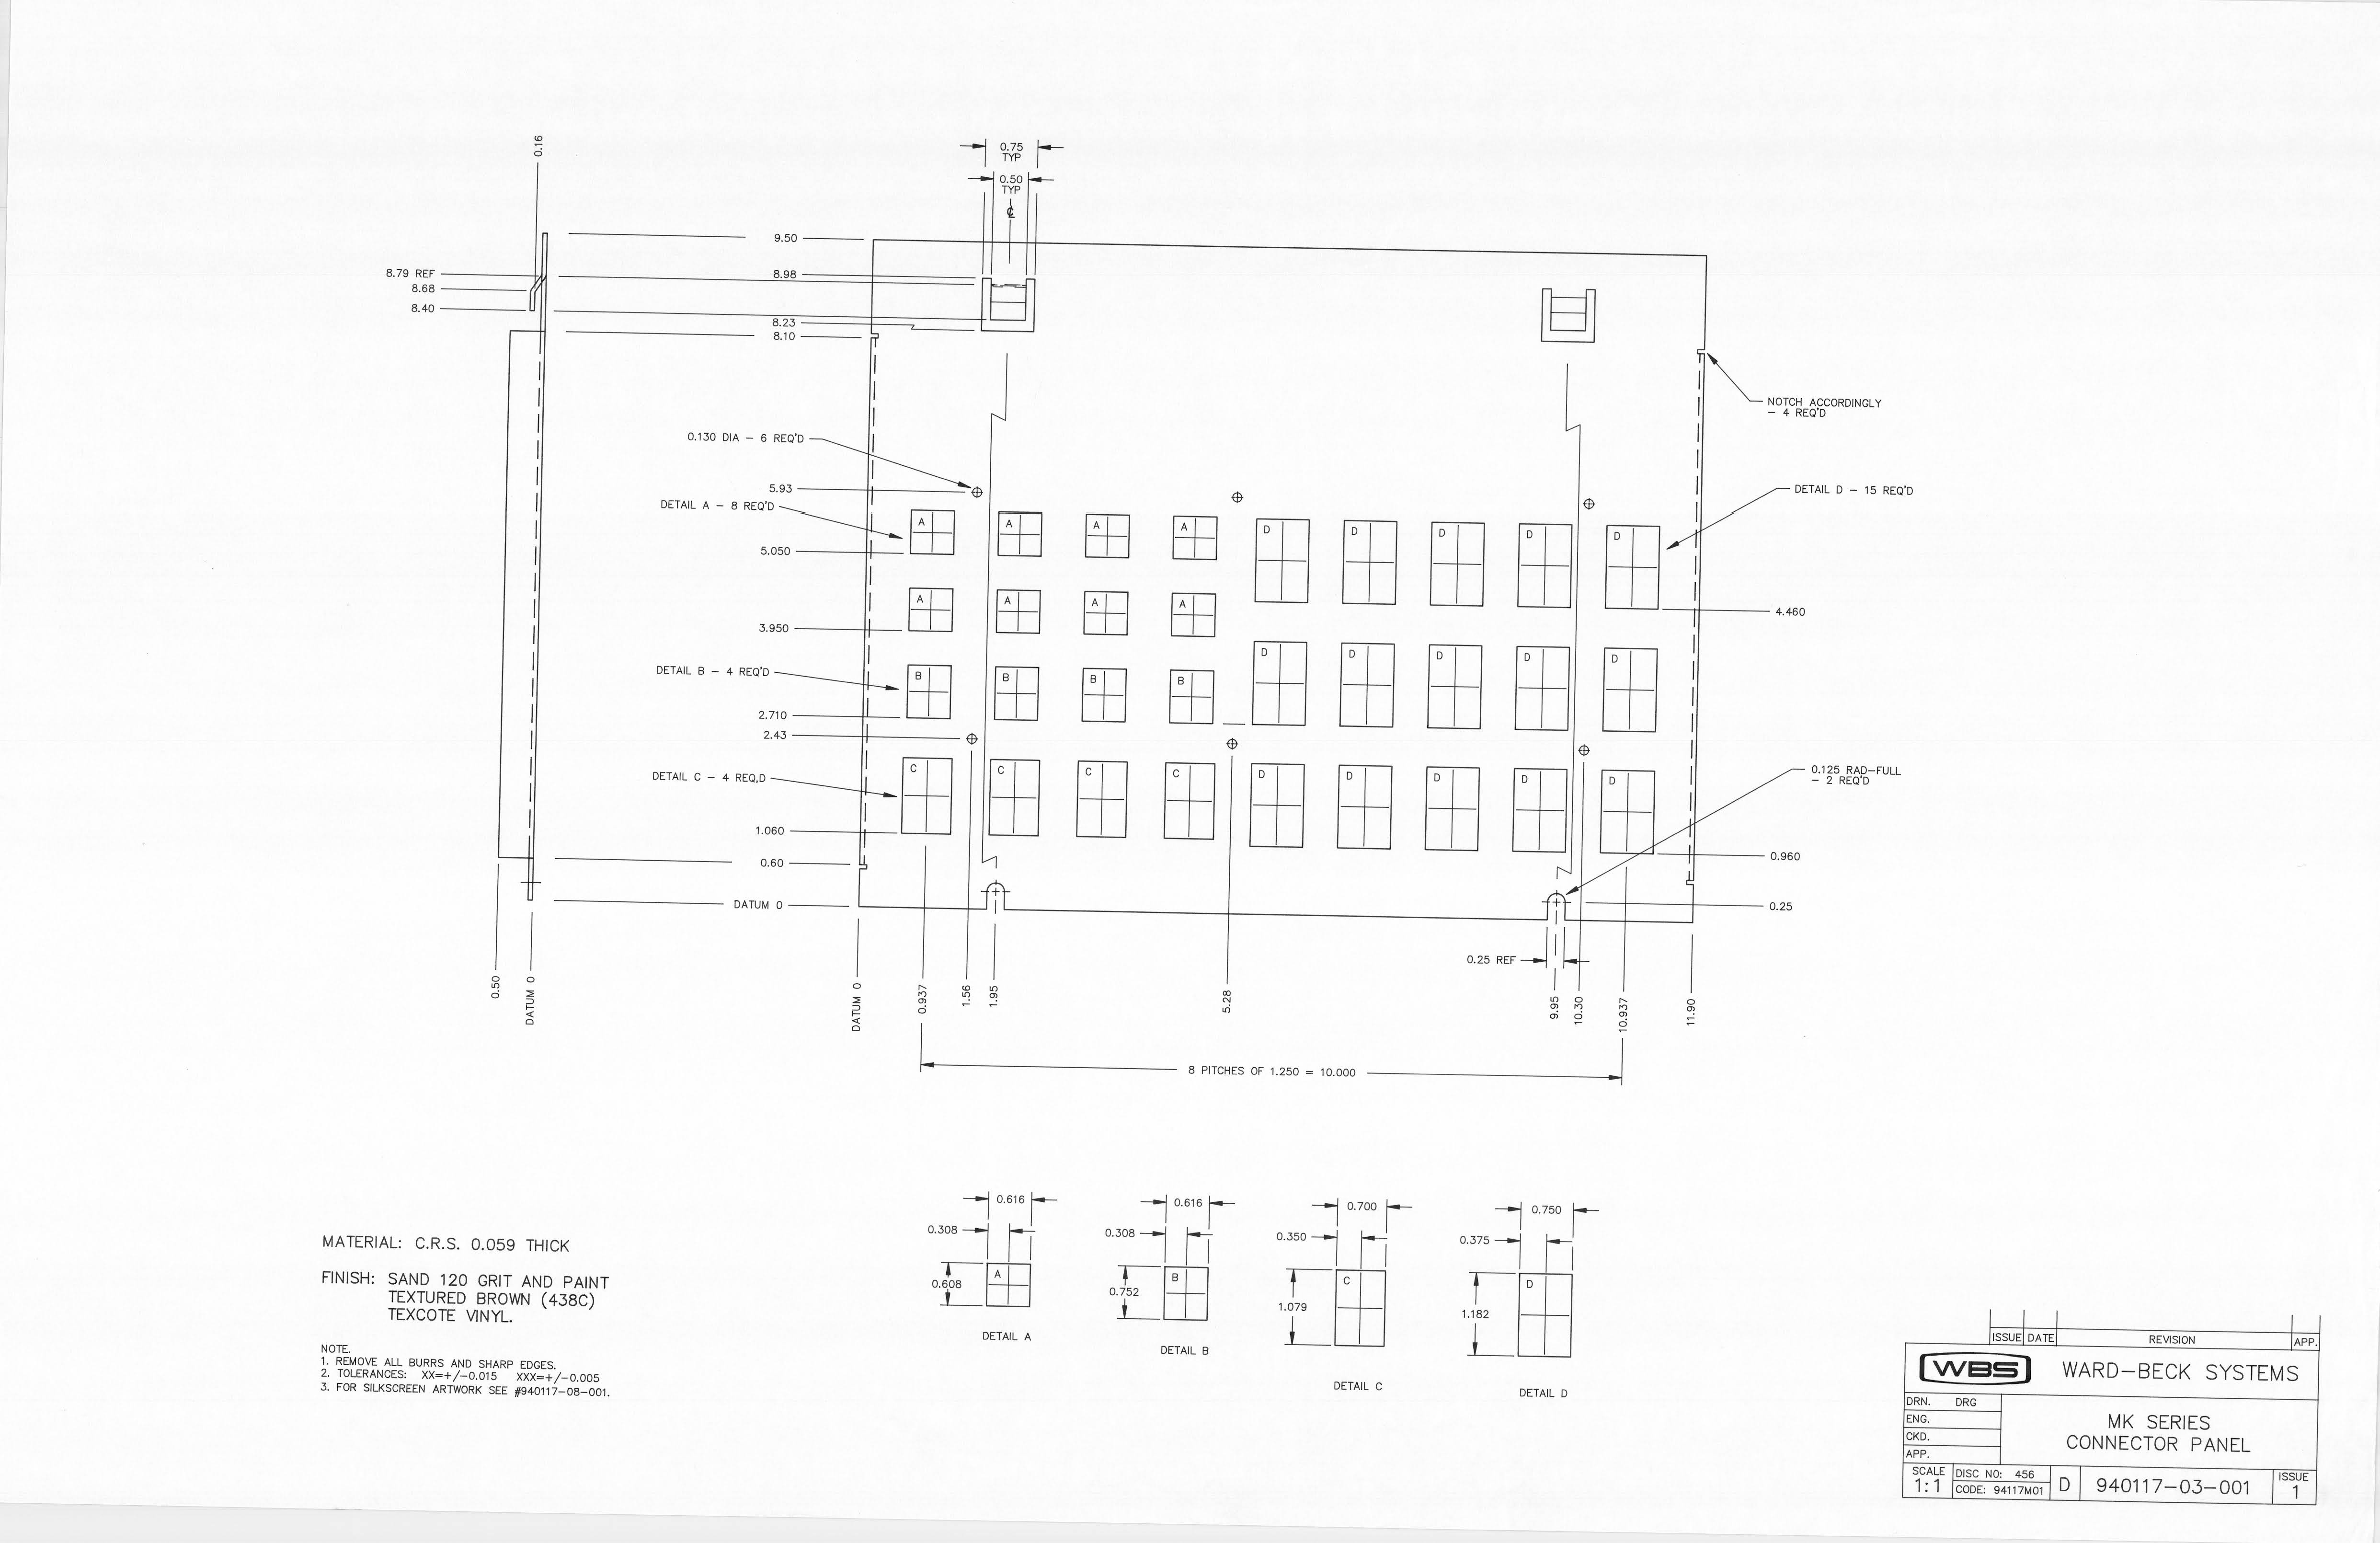 0.16
0.75
TYP
0.50
TYP
℄
9.50
8.79 REF
8.98
8.68
8.40
8.23
8.10
NOTCH ACCORDINGLY
- 4 REQ'D
0.130 DIA - 6 REQ'D
5.93
DETAIL D - 15 REQ'D
DETAIL A - 8 REQ'D
A A A A D D D D D
5.050
4.460
A A A A
3.950
D D D D D
DETAIL B - 4 REQ'D
B B B B
2.710
2.43
C C C C D D D D D
DETAIL C - 4 REQ,D
0.125 RAD-FULL
- 2 REQ'D
1.060
0.60
0.960
DATUM 0
0.25
0.25 REF
0.50
DATUM 0
DATUM 0
0.937
1.56
1.95
5.28
9.95
10.30
10.937
11.90
8 PITCHES OF 1.250 = 10.000
0.616
0.308
0.608
A
DETAIL A
0.616
0.308
0.752
B
DETAIL B
0.700
0.350
1.079
C
DETAIL C
0.750
0.375
1.182
D
DETAIL D
MATERIAL: C.R.S. 0.059 THICK
FINISH: SAND 120 GRIT AND PAINT
TEXTURED BROWN (438C)
TEXCOTE VINYL.
NOTE.
1. REMOVE ALL BURRS AND SHARP EDGES.
2. TOLERANCES: XX=+/-0.015 XXX=+/-0.005
3. FOR SILKSCREEN ARTWORK SEE #940117-08-001.
ISSUE DATE REVISION APP.
WBS WARD-BECK SYSTEMS
DRN. DRG
ENG.
CKD.
APP.
MK SERIES
CONNECTOR PANEL
SCALE
1:1
DISC NO: 456
CODE: 94117M01
D
940117-03-001
ISSUE
1